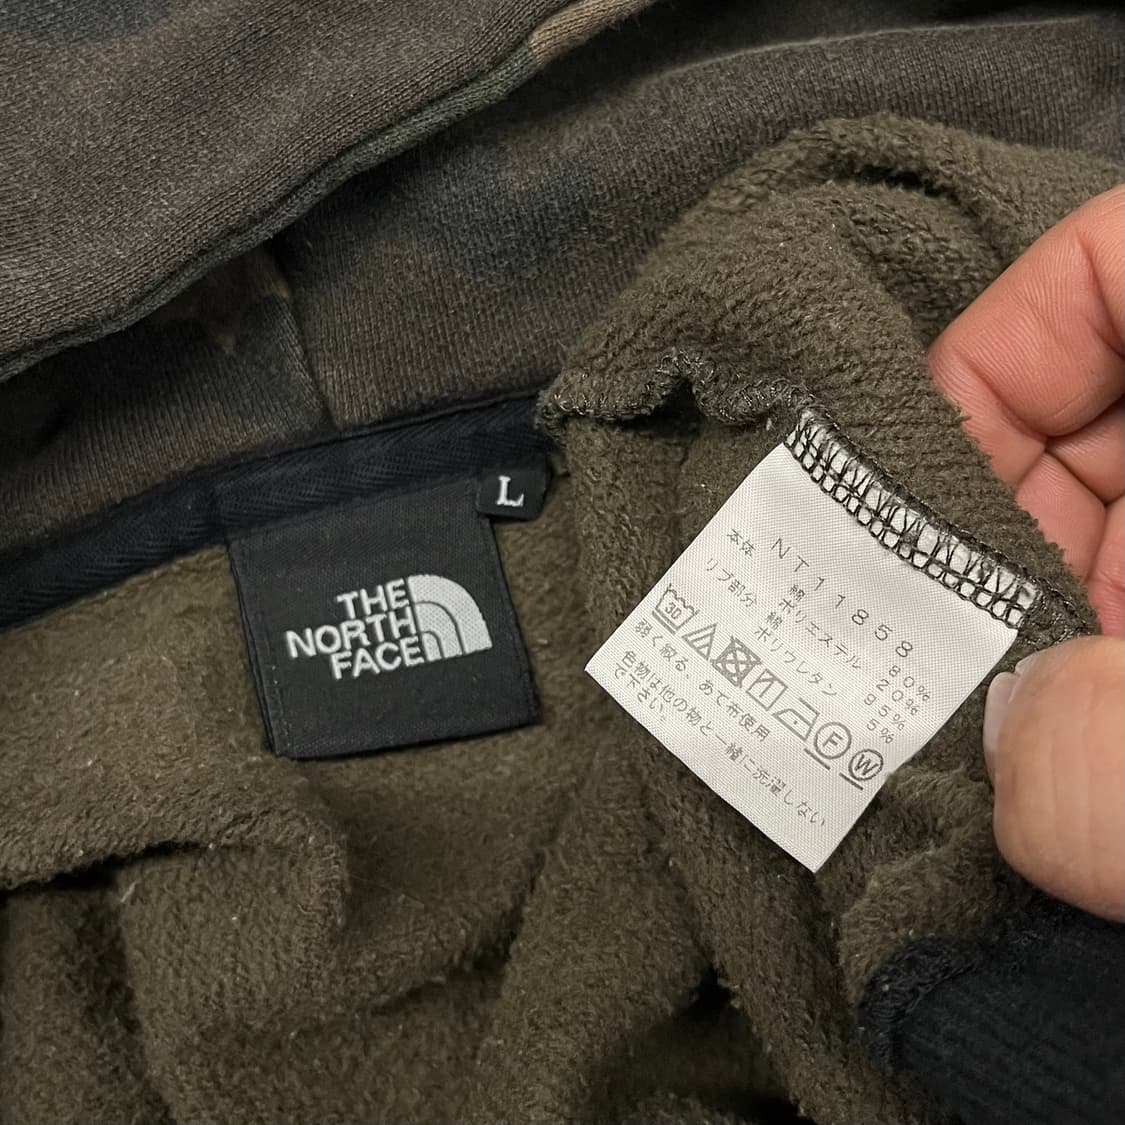 THE
NORTH
FACE
L
NT11858
本体 綿 80%
ポリエステル 20%
リブ部分 綿 95%
ポリウレタン 5%
30
F W
弱く絞る、あて布使用
色物は他の物と一緒に洗濯しない
で下さい。